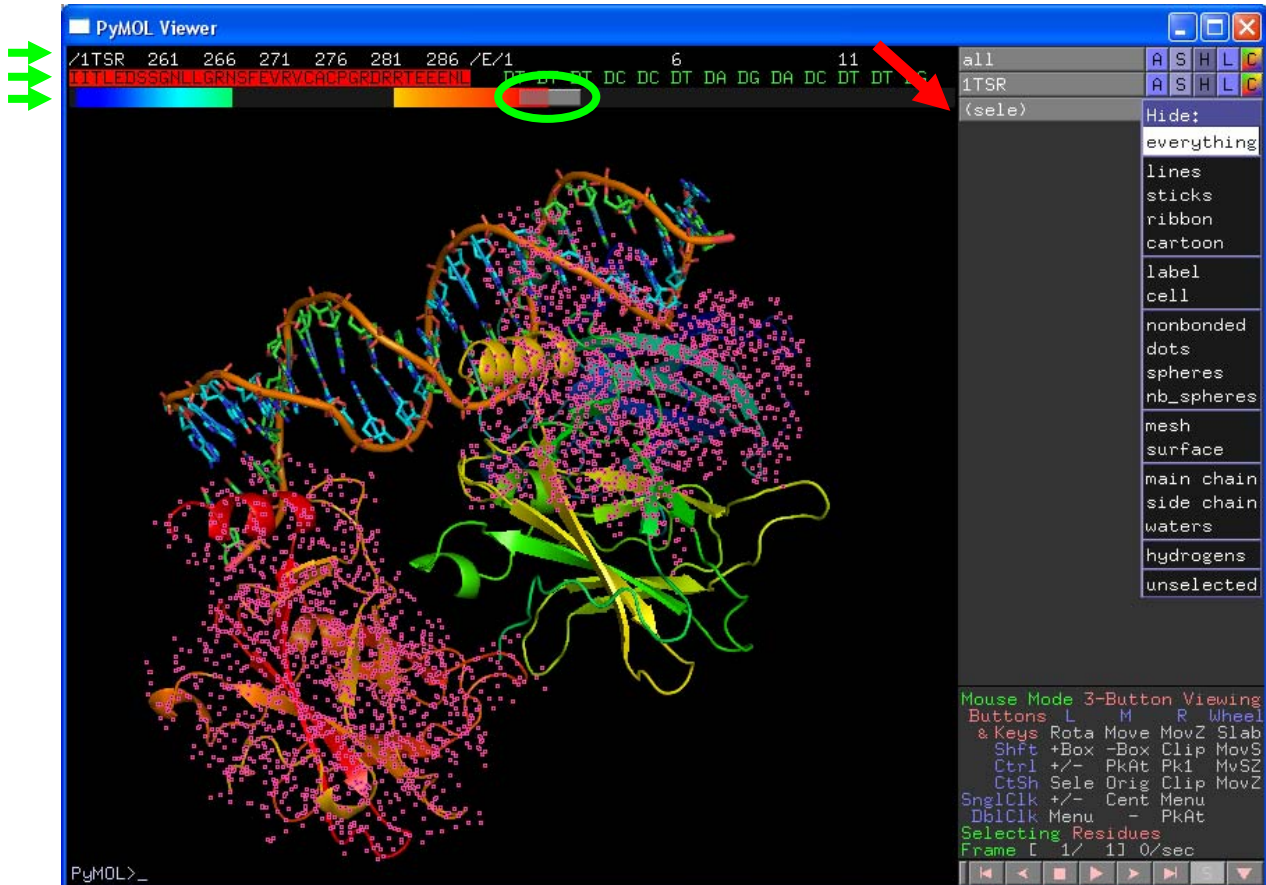 PyMOL Viewer
/1TSR 261 266 271 276 281 286 /E/1 6 11
IITLEDSSGNLLGRNSFEVRVCACPGRDRRTEEENL DT DT DT DC DC DT DA DG DA DC DT DT
all A S H L C
1TSR A S H L C
(sele)
Hide:
everything
lines
sticks
ribbon
cartoon
label
cell
nonbonded
dots
spheres
nb_spheres
mesh
surface
main chain
side chain
waters
hydrogens
unselected
Mouse Mode 3-Button Viewing
Buttons L M R Wheel
& Keys Rota Move MovZ Slab
Shft +Box -Box Clip MovS
Ctrl +/- PkAt Pk1 MvSZ
CtSh Sele Orig Clip MovZ
SnglClk +/- Cent Menu
DblClk Menu - PkAt
Selecting Residues
Frame [ 1/ 1] 0/sec
PyMOL>_
S